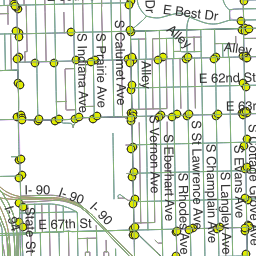 Dr
E Best Dr
Alley
Alley
E 62nd St
Alley
S Indiana Ave
S Prairie Ave
S Calumet Ave
E 63r
S Vernon Ave
S Eberhart Ave
S Rhodes Ave
S St Lawrence Ave
S Champlain Ave
S Langley Ave
S Evans Ave
S Cottage Grove Ave
I- 90
I- 90
I- 90
I-94
State St
E 67th St